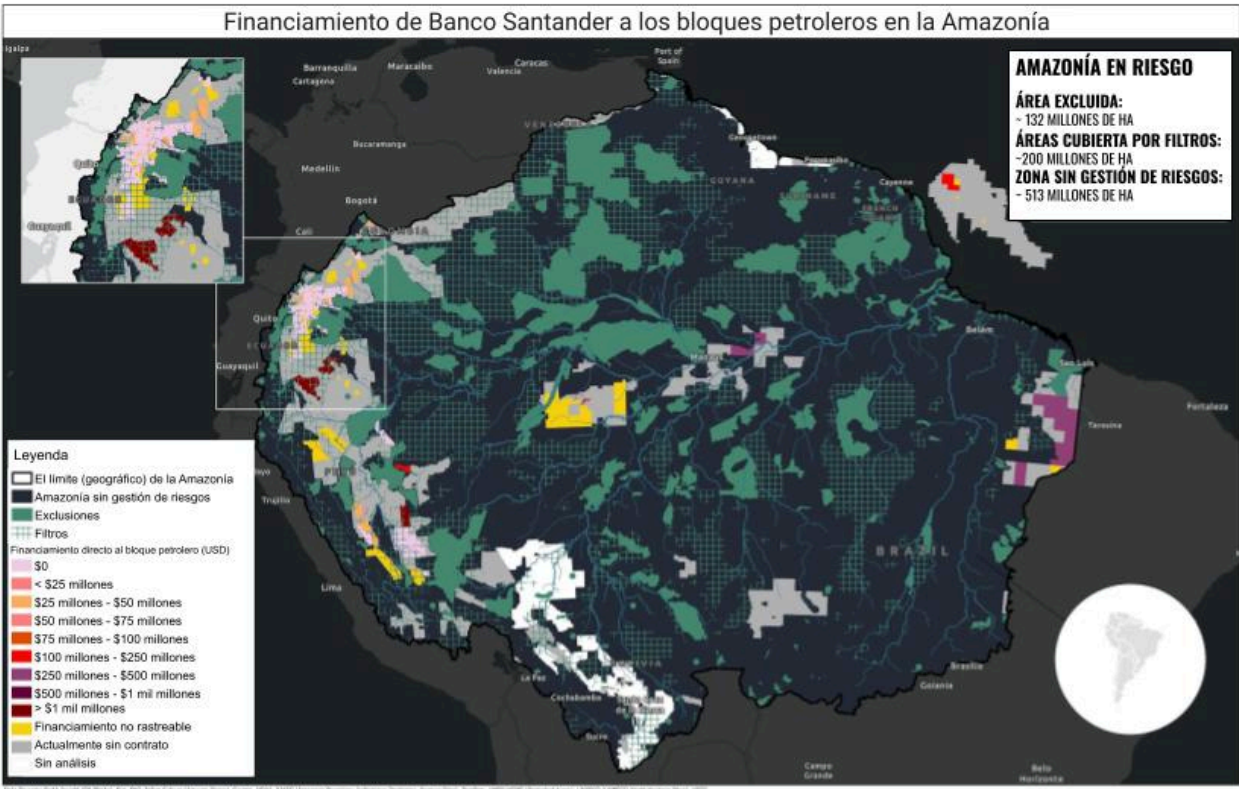 Financiamiento de Banco Santander a los bloques petroleros en la Amazonía
AMAZONÍA EN RIESGO
ÁREA EXCLUIDA:
~ 132 MILLONES DE HA
ÁREAS CUBIERTA POR FILTROS:
~200 MILLONES DE HA
ZONA SIN GESTIÓN DE RIESGOS:
~ 513 MILLONES DE HA
Port of
Spain
Barranquilla
Maracaibo
Caracas
Valencia
Cartagena
Bucaramanga
Medellín
Georgetown
Paramaribo
Cayenne
GUYANA
Bogotá
Cali
Quito
ECUADOR
Guayaquil
Quito
Guayaquil
Belém
São Luís
Teresina
Fortaleza
Trujillo
PERU
Lima
BRAZIL
La Paz
Cochabamba
Sucre
Brasília
Goiânia
Campo
Grande
Belo
Horizonte
Leyenda
El límite (geográfico) de la Amazonía
Amazonía sin gestión de riesgos
Exclusiones
Filtros
Financiamiento directo al bloque petrolero (USD)
$0
< $25 millones
$25 millones - $50 millones
$50 millones - $75 millones
$75 millones - $100 millones
$100 millones - $250 millones
$250 millones - $500 millones
$500 millones - $1 mil millones
> $1 mil millones
Financiamiento no rastreable
Actualmente sin contrato
Sin análisis